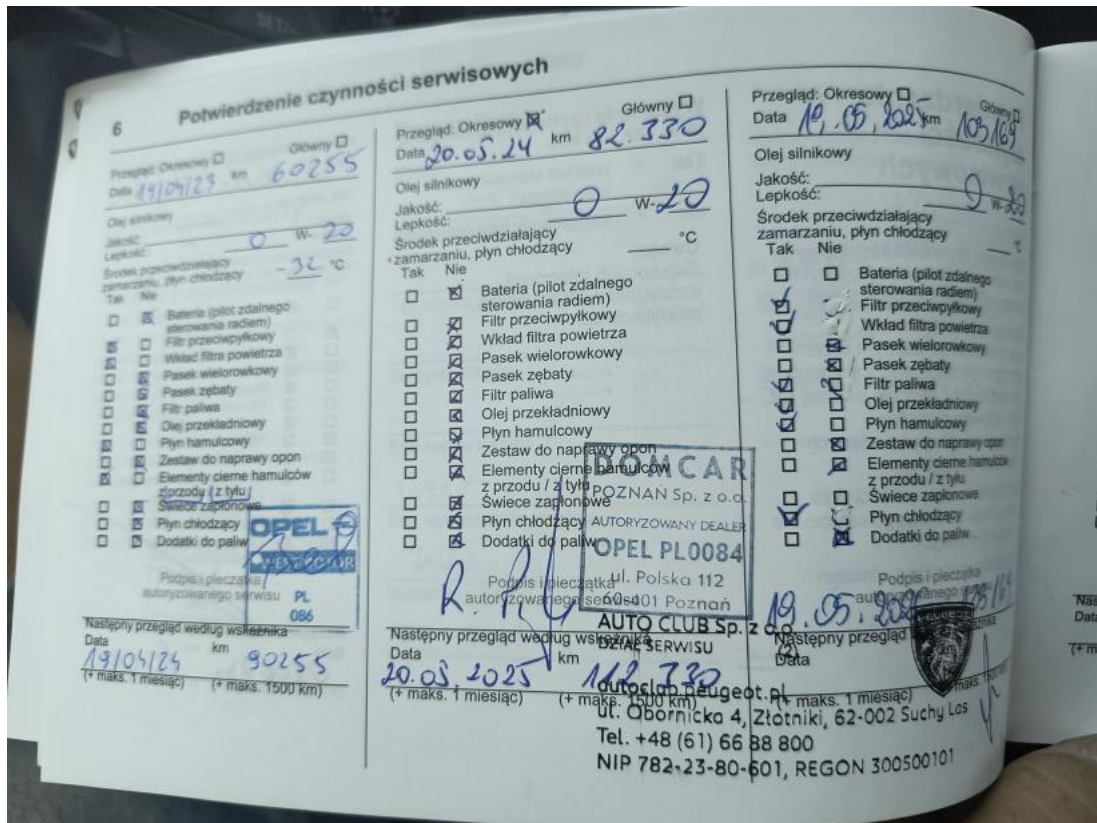 6 Potwierdzenie czynności serwisowych
Przegląd: Okresowy Główny
Data 19/04/23 km 60255
Olej silnikowy
Jakość:
Lepkość: 0 W- 20
Środek przeciwdziałający
zamarzaniu, płyn chłodzący -32 °C
Tak Nie
Bateria (pilot zdalnego
sterowania radiem)
Filtr przeciwpyłkowy
Wkład filtra powietrza
Pasek wielorowkowy
Pasek zębaty
Filtr paliwa
Olej przekładniowy
Płyn hamulcowy
Zestaw do naprawy opon
Elementy cierne hamulców
z przodu / z tyłu
Świece zapłonowe
Płyn chłodzący
Dodatki do paliw
OPEL
Podpis i pieczątka
autoryzowanego serwisu
PL
086
Następny przegląd według wskaźnika
Data km
19/04/24 90255
(+ maks. 1 miesiąc) (+ maks. 1500 km)
Przegląd: Okresowy Główny
Data 20.05.24 km 82.330
Olej silnikowy
Jakość:
Lepkość: 0 W-20
Środek przeciwdziałający
zamarzaniu, płyn chłodzący °C
Tak Nie
Bateria (pilot zdalnego
sterowania radiem)
Filtr przeciwpyłkowy
Wkład filtra powietrza
Pasek wielorowkowy
Pasek zębaty
Filtr paliwa
Olej przekładniowy
Płyn hamulcowy
Zestaw do naprawy opon
Elementy cierne hamulców
z przodu / z tyłu
Świece zapłonowe
Płyn chłodzący
Dodatki do paliw
DOMCAR
POZNAŃ Sp. z o.o.
AUTORYZOWANY DEALER
OPEL PL0084
ul. Polska 112
60-401 Poznań
Podpis i pieczątka
autoryzowanego serwisu
Następny przegląd według wskaźnika
Data km
20.05.2025 112 330
(+ maks. 1 miesiąc) (+ maks. 1500 km)
AUTO CLUB Sp. z o.o.
DZIAŁ SERWISU (2)
autoclub.peugeot.pl
ul. Obornicka 4, Złotniki, 62-002 Suchy Las
Tel. +48 (61) 66 88 800
NIP 782-23-80-601, REGON 300500101
Przegląd: Okresowy Główny
Data 19.05.2025 km 103169
Olej silnikowy
Jakość:
Lepkość: 0 W-20
Środek przeciwdziałający
zamarzaniu, płyn chłodzący
Tak Nie
Bateria (pilot zdalnego
sterowania radiem)
Filtr przeciwpyłkowy
Wkład filtra powietrza
Pasek wielorowkowy
Pasek zębaty
Filtr paliwa
Olej przekładniowy
Płyn hamulcowy
Zestaw do naprawy opon
Elementy cierne hamulców
z przodu / z tyłu
Świece zapłonowe
Płyn chłodzący
Dodatki do paliw
Podpis i pieczątka
autoryzowanego
19.05.
Następny przegląd
Data
(+ maks. 1 miesiąc) maks. 1500 km)
Nas
Data